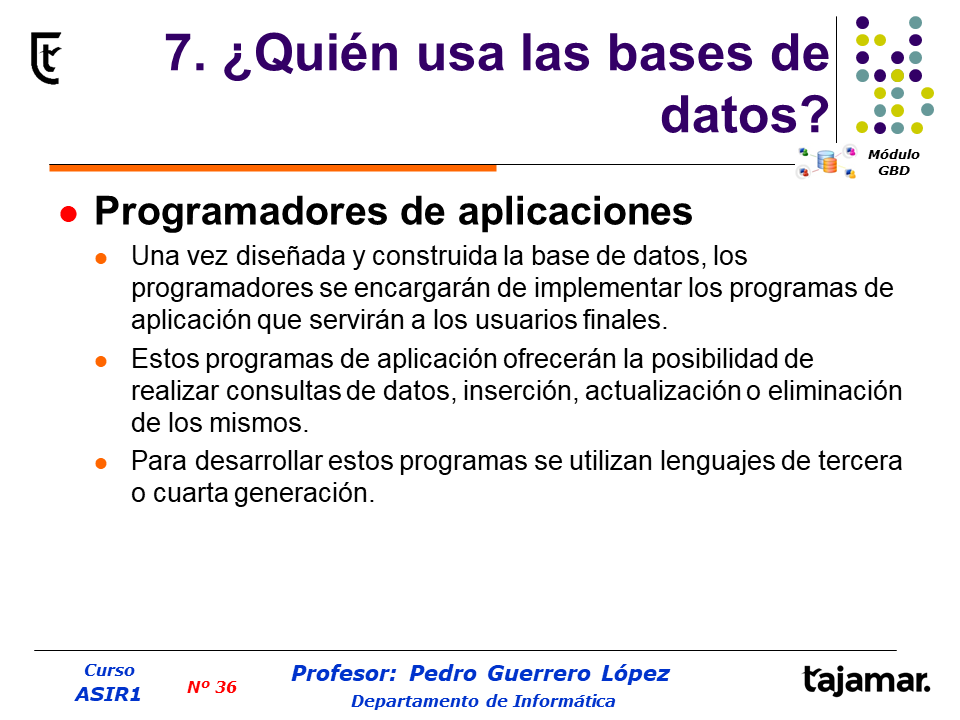 7. ¿Quién usa las bases de
datos?
Módulo
GBD
Programadores de aplicaciones
Una vez diseñada y construida la base de datos, los
programadores se encargarán de implementar los programas de
aplicación que servirán a los usuarios finales.
Estos programas de aplicación ofrecerán la posibilidad de
realizar consultas de datos, inserción, actualización o eliminación
de los mismos.
Para desarrollar estos programas se utilizan lenguajes de tercera
o cuarta generación.
Curso
ASIR1
Nº 36
Profesor: Pedro Guerrero López
Departamento de Informática
tajamar.